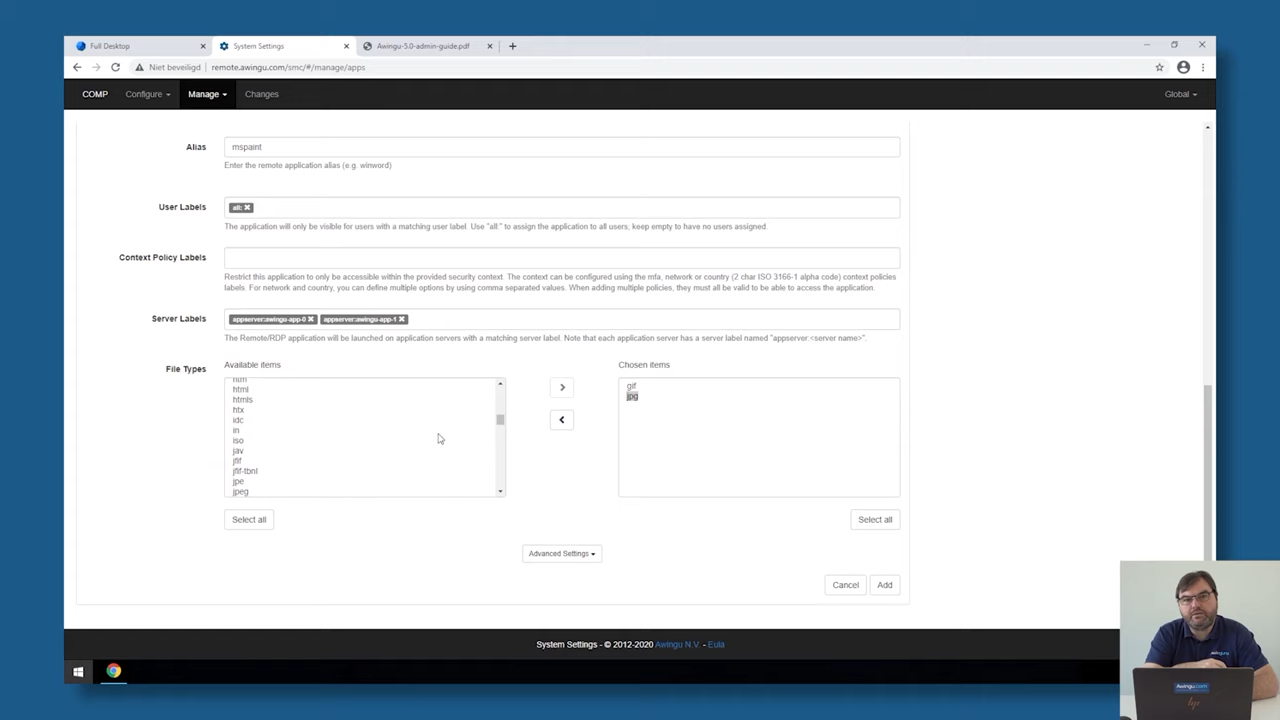 Full Desktop
System Settings
Awingu-5.0-admin-guide.pdf
Niet beveiligd
remote.awingu.com/smc/#/manage/apps
COMP
Configure
Manage
Changes
Global
Alias
mspaint
Enter the remote application alias (e.g. winword)
User Labels
all:
The application will only be visible for users with a matching user label. Use "all:" to assign the application to all users, keep empty to have no users assigned.
Context Policy Labels
Restrict this application to only be accessible within the provided security context. The context can be configured using the mfa, network or country (2 char ISO 3166-1 alpha code) context policies
labels. For network and country, you can define multiple options by using comma separated values. When adding multiple policies, they must all be valid to be able to access the application.
Server Labels
appserver:awingu-app-0
appserver:awingu-app-1
The Remote/RDP application will be launched on application servers with a matching server label. Note that each application server has a server label named "appserver:<server name>".
File Types
Available items
Chosen items
htm
html
htmls
htx
idc
in
iso
jav
jfif
jfif-tbnl
jpe
jpeg
gif
jpg
Select all
Select all
Advanced Settings
Cancel
Add
System Settings - © 2012-2020 Awingu N.V. - Eula
Awingu.com
hp